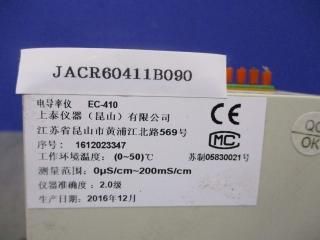 JACR60411B090
电导率仪 EC-410
上泰仪器（昆山）有限公司
江苏省昆山市黄浦江北路569号
序号：1612023347
工作环境温度：(0~50)℃
测量范围：0μS/cm~200mS/cm
仪器准确度：2.0级
出厂日期：2016年12月
CE
MC
苏制05830021号
QC
OK